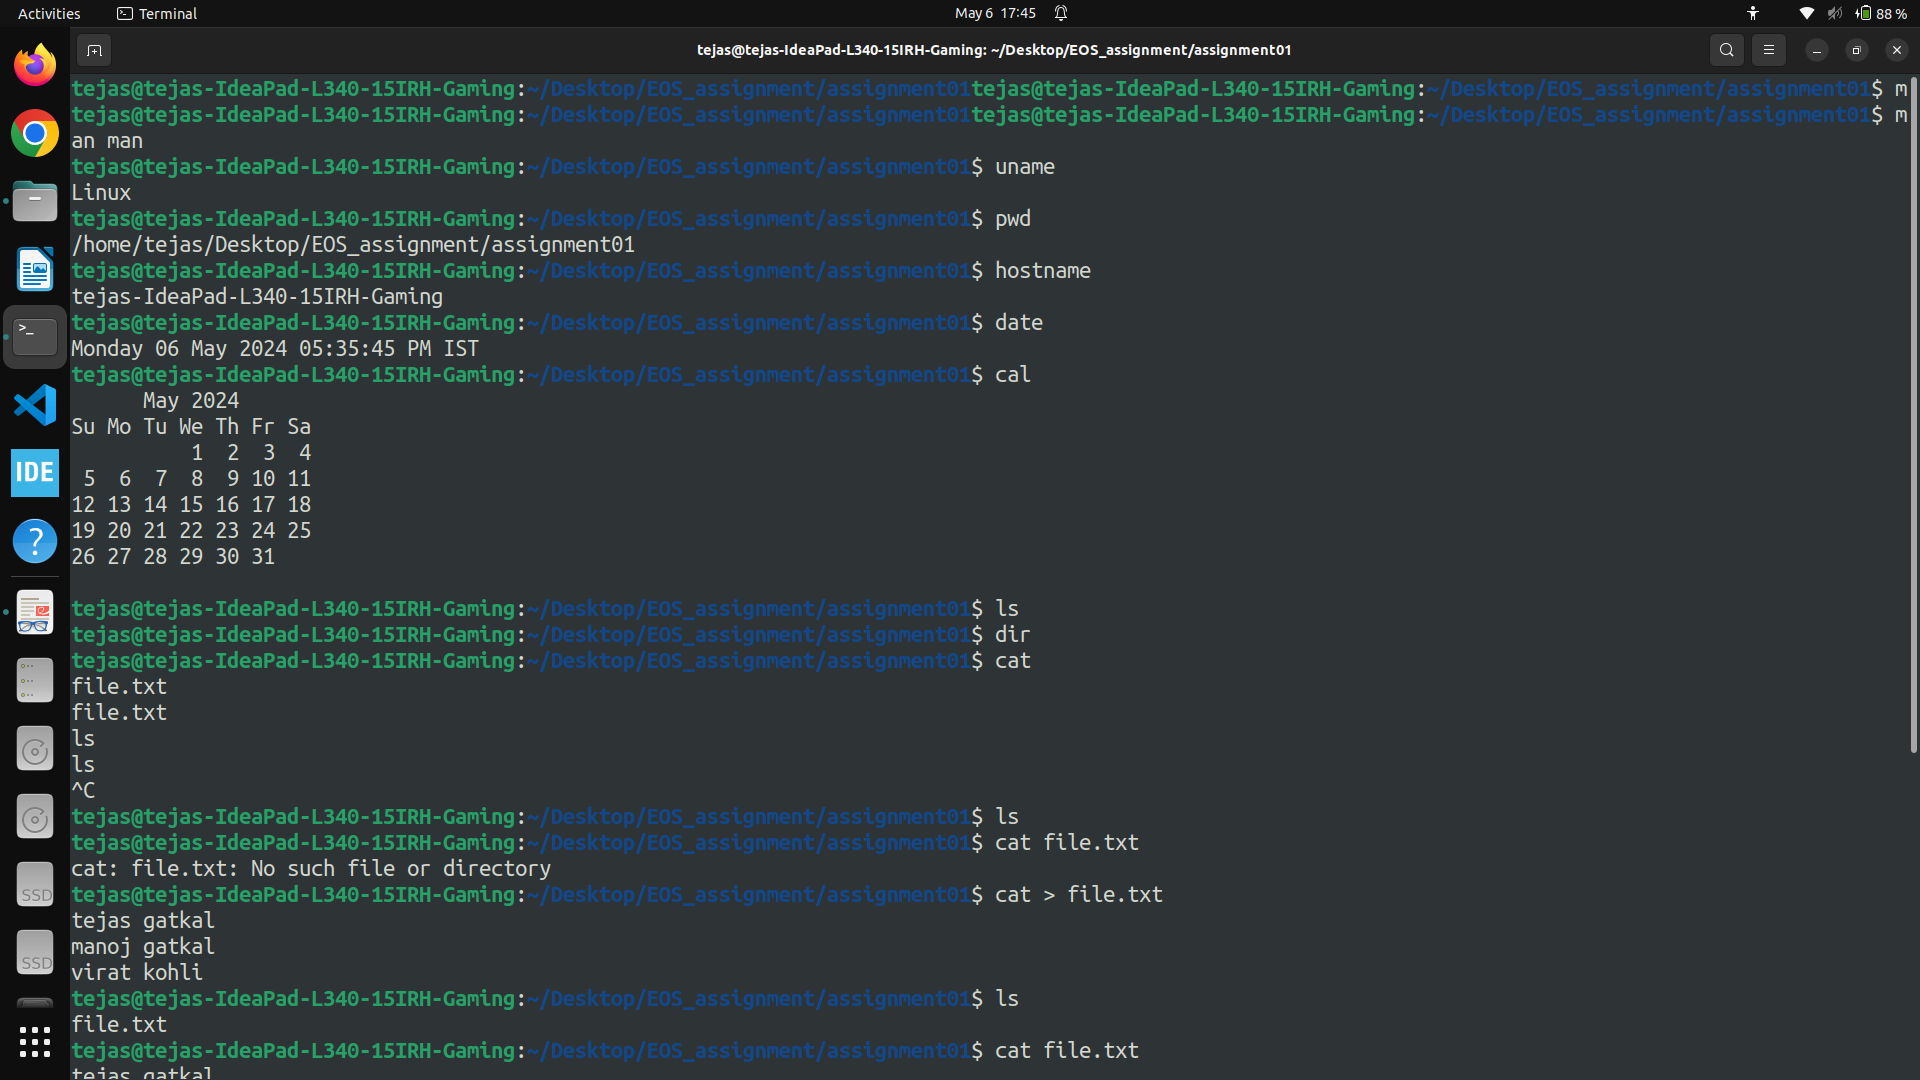 Activities Terminal May 6 17:45 88 %
tejas@tejas-IdeaPad-L340-15IRH-Gaming: ~/Desktop/EOS_assignment/assignment01
tejas@tejas-IdeaPad-L340-15IRH-Gaming:~/Desktop/EOS_assignment/assignment01tejas@tejas-IdeaPad-L340-15IRH-Gaming:~/Desktop/EOS_assignment/assignment01$ m
tejas@tejas-IdeaPad-L340-15IRH-Gaming:~/Desktop/EOS_assignment/assignment01tejas@tejas-IdeaPad-L340-15IRH-Gaming:~/Desktop/EOS_assignment/assignment01$ m
an man
tejas@tejas-IdeaPad-L340-15IRH-Gaming:~/Desktop/EOS_assignment/assignment01$ uname
Linux
tejas@tejas-IdeaPad-L340-15IRH-Gaming:~/Desktop/EOS_assignment/assignment01$ pwd
/home/tejas/Desktop/EOS_assignment/assignment01
tejas@tejas-IdeaPad-L340-15IRH-Gaming:~/Desktop/EOS_assignment/assignment01$ hostname
tejas-IdeaPad-L340-15IRH-Gaming
tejas@tejas-IdeaPad-L340-15IRH-Gaming:~/Desktop/EOS_assignment/assignment01$ date
Monday 06 May 2024 05:35:45 PM IST
tejas@tejas-IdeaPad-L340-15IRH-Gaming:~/Desktop/EOS_assignment/assignment01$ cal
May 2024
Su Mo Tu We Th Fr Sa
1 2 3 4
5 6 7 8 9 10 11
12 13 14 15 16 17 18
19 20 21 22 23 24 25
26 27 28 29 30 31
tejas@tejas-IdeaPad-L340-15IRH-Gaming:~/Desktop/EOS_assignment/assignment01$ ls
tejas@tejas-IdeaPad-L340-15IRH-Gaming:~/Desktop/EOS_assignment/assignment01$ dir
tejas@tejas-IdeaPad-L340-15IRH-Gaming:~/Desktop/EOS_assignment/assignment01$ cat
file.txt
file.txt
ls
ls
^C
tejas@tejas-IdeaPad-L340-15IRH-Gaming:~/Desktop/EOS_assignment/assignment01$ ls
tejas@tejas-IdeaPad-L340-15IRH-Gaming:~/Desktop/EOS_assignment/assignment01$ cat file.txt
cat: file.txt: No such file or directory
tejas@tejas-IdeaPad-L340-15IRH-Gaming:~/Desktop/EOS_assignment/assignment01$ cat > file.txt
tejas gatkal
manoj gatkal
virat kohli
tejas@tejas-IdeaPad-L340-15IRH-Gaming:~/Desktop/EOS_assignment/assignment01$ ls
file.txt
tejas@tejas-IdeaPad-L340-15IRH-Gaming:~/Desktop/EOS_assignment/assignment01$ cat file.txt
tejas gatkal
IDE
SSD
SSD